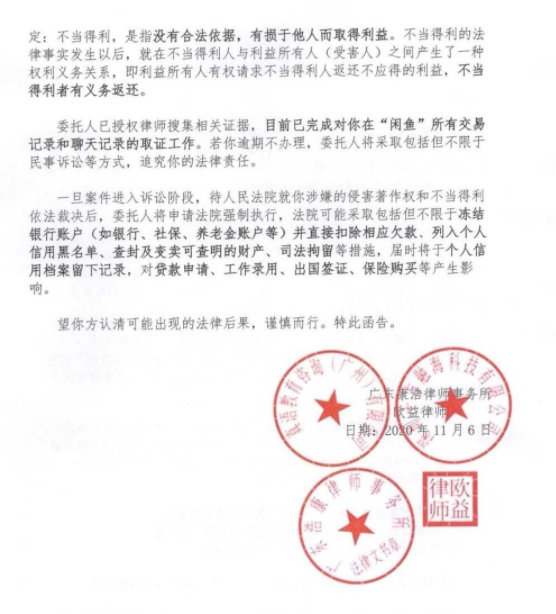 定：不当得利，是指没有合法依据，有损于他人而取得利益。不当得利的法
律事实发生以后，就在不当得利人与利益所有人（受害人）之间产生了一种
权利义务关系，即利益所有人有权请求不当得利人返还不应得的利益，不当
得利者有义务返还。
委托人已授权律师搜集相关证据，目前已完成对你在“闲鱼”所有交易
记录和聊天记录的取证工作。若你逾期不办理，委托人将采取包括但不限于
民事诉讼等方式，追究你的法律责任。
一旦案件进入诉讼阶段，待人民法院就你涉嫌的侵害著作权和不当得利
依法裁决后，委托人将申请法院强制执行，法院可能采取包括但不限于冻结
银行账户（如银行、社保、养老金账户等）并直接扣除相应欠款、列入个人
信用黑名单、查封及变卖可查明的财产、司法拘留等措施，届时将于个人信
用档案留下记录，对贷款申请、工作录用、出国签证、保险购买等产生影
响。
望你方认清可能出现的法律后果，谨慎而行。特此函告。
语教育咨询（广州）有限公司
融海科技有限公司
广东康浩律师事务所
欧益律师
日期：2020 年 11 月 6 日
律欧
师益
广东浩康律师事务所
法律文书章